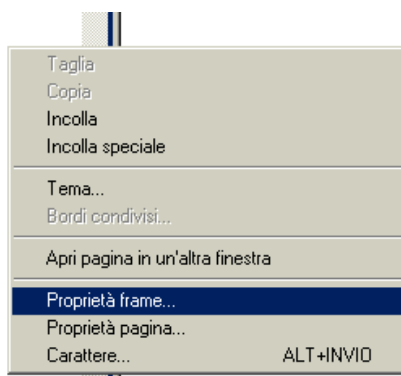 Taglia
Copia
Incolla
Incolla speciale
Tema...
Bordi condivisi...
Apri pagina in un'altra finestra
Proprietà frame...
Proprietà pagina...
Carattere... ALT+INVIO